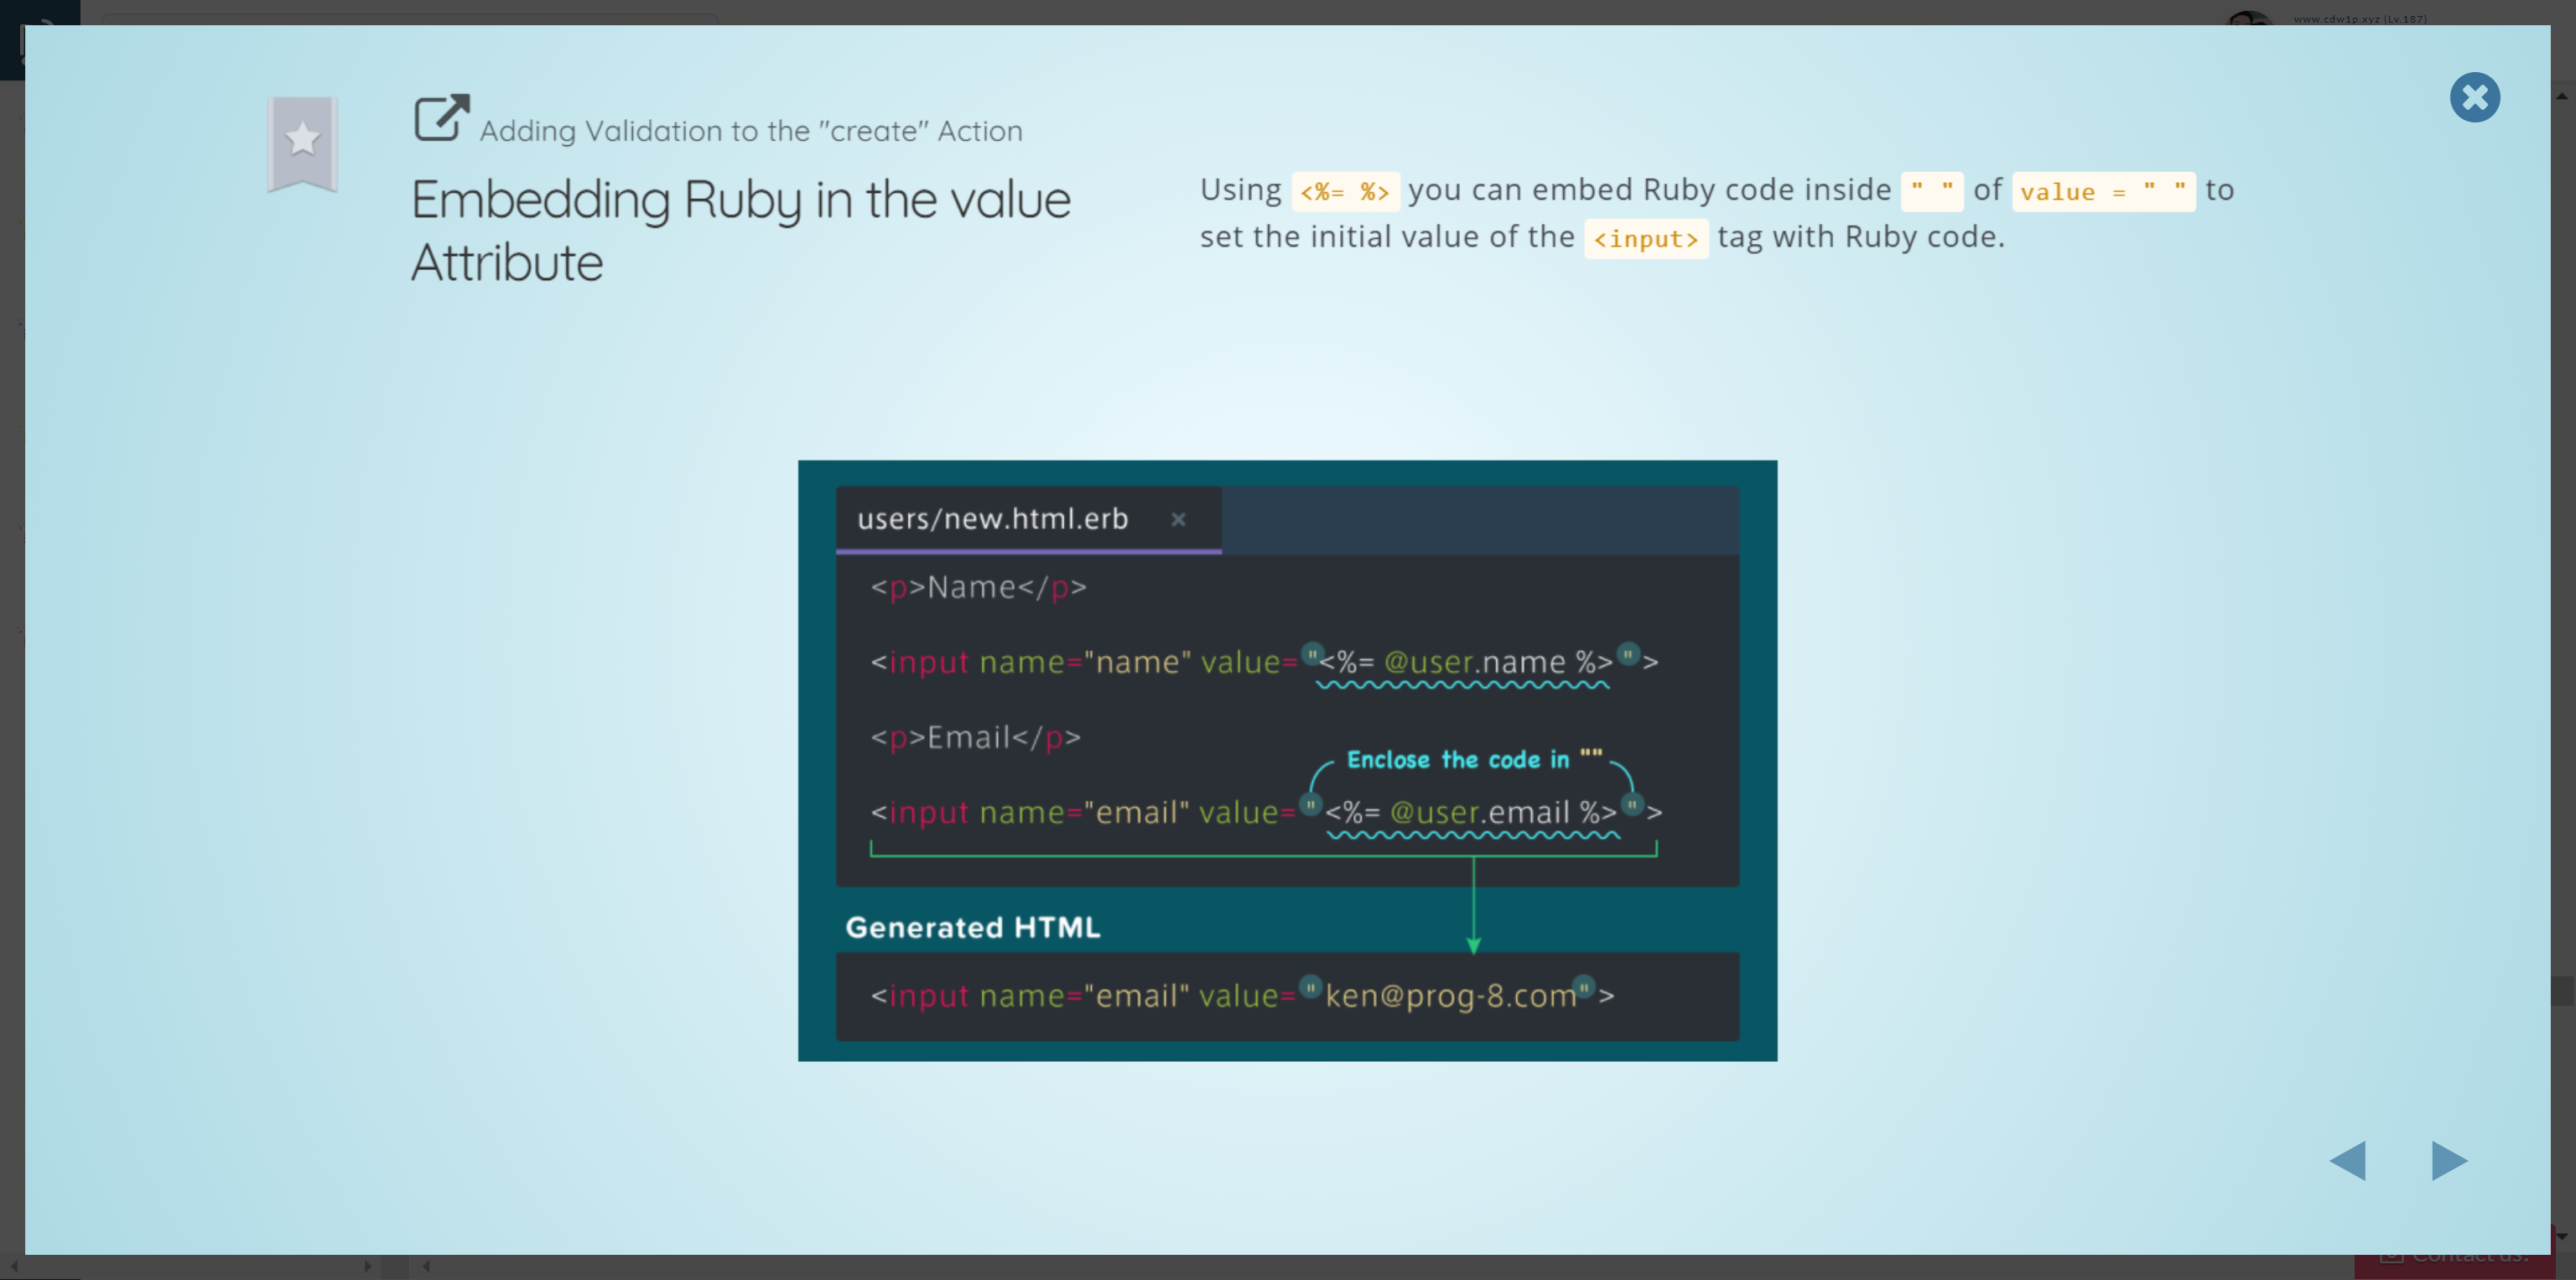 www.cdw1p.xyz (Lv.187)
Adding Validation to the "create" Action
Embedding Ruby in the value
Attribute
Using <%= %> you can embed Ruby code inside " " of value = " " to
set the initial value of the <input> tag with Ruby code.
users/new.html.erb ×
<p>Name</p>
<input name="name" value="<%= @user.name %>">
<p>Email</p>
Enclose the code in ""
<input name="email" value="<%= @user.email %>">
Generated HTML
<input name="email" value="ken@prog-8.com">
Contact us!